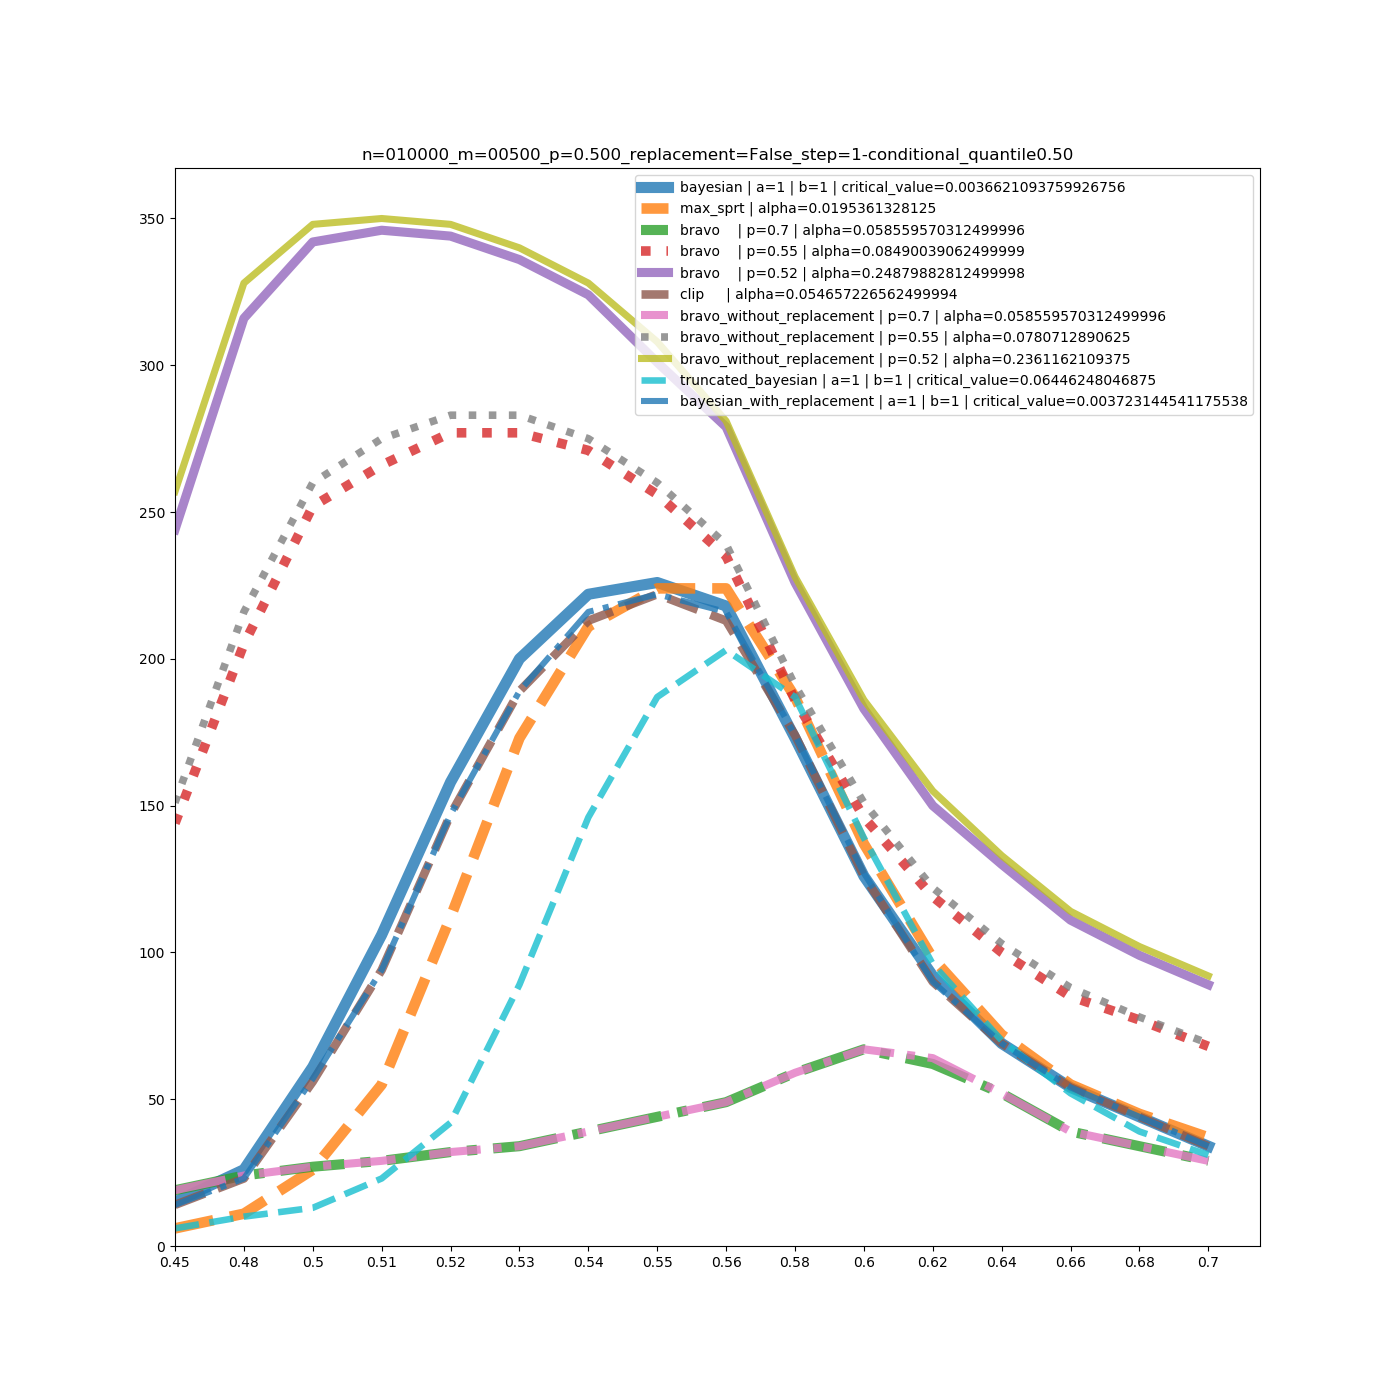 n=010000_m=00500_p=0.500_replacement=False_step=1-conditional_quantile0.50
bayesian | a=1 | b=1 | critical_value=0.0036621093759926756
max_sprt | alpha=0.0195361328125
bravo | p=0.7 | alpha=0.058559570312499996
bravo | p=0.55 | alpha=0.08490039062499999
bravo | p=0.52 | alpha=0.24879882812499998
clip | alpha=0.054657226562499994
bravo_without_replacement | p=0.7 | alpha=0.058559570312499996
bravo_without_replacement | p=0.55 | alpha=0.0780712890625
bravo_without_replacement | p=0.52 | alpha=0.2361162109375
truncated_bayesian | a=1 | b=1 | critical_value=0.06446248046875
bayesian_with_replacement | a=1 | b=1 | critical_value=0.003723144541175538
350
300
250
200
150
100
50
0
0.45 0.48 0.5 0.51 0.52 0.53 0.54 0.55 0.56 0.58 0.6 0.62 0.64 0.66 0.68 0.7